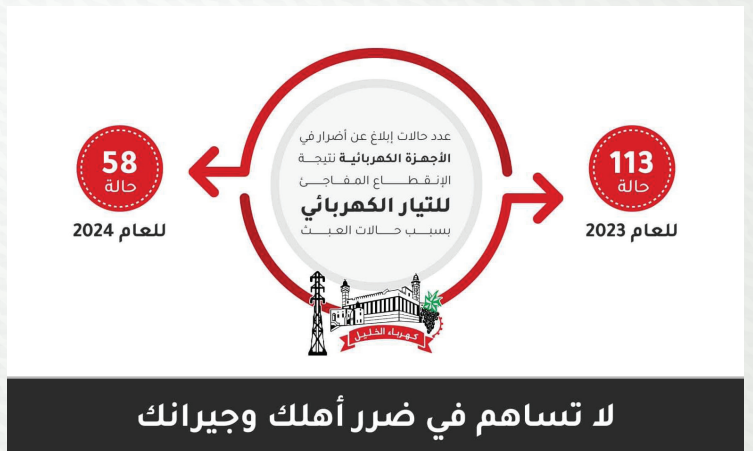 عدد حالات إبلاغ عن أضرار في
الأجهزة الكهربائية نتيجة
الإنقطاع المفاجئ
للتيار الكهربائي
بسبب حالات العبث
113
حالة
للعام 2023
58
حالة
للعام 2024
كهرباء الخليل
لا تساهم في ضرر أهلك وجيرانك